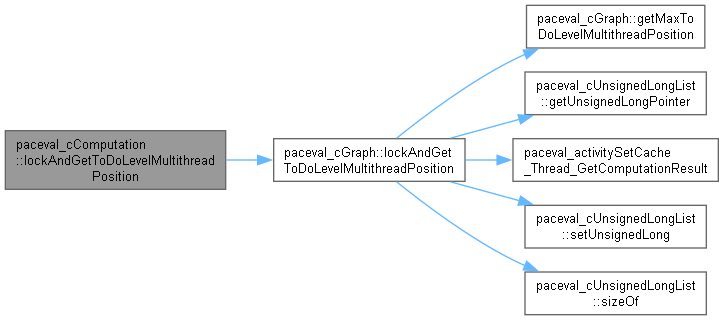 paceval_cComputation
::lockAndGetToDoLevelMultithread
Position
paceval_cGraph::lockAndGet
ToDoLevelMultithreadPosition
paceval_cGraph::getMaxTo
DoLevelMultithreadPosition
paceval_cUnsignedLongList
::getUnsignedLongPointer
paceval_activitySetCache
_Thread_GetComputationResult
paceval_cUnsignedLongList
::setUnsignedLong
paceval_cUnsignedLongList
::sizeOf